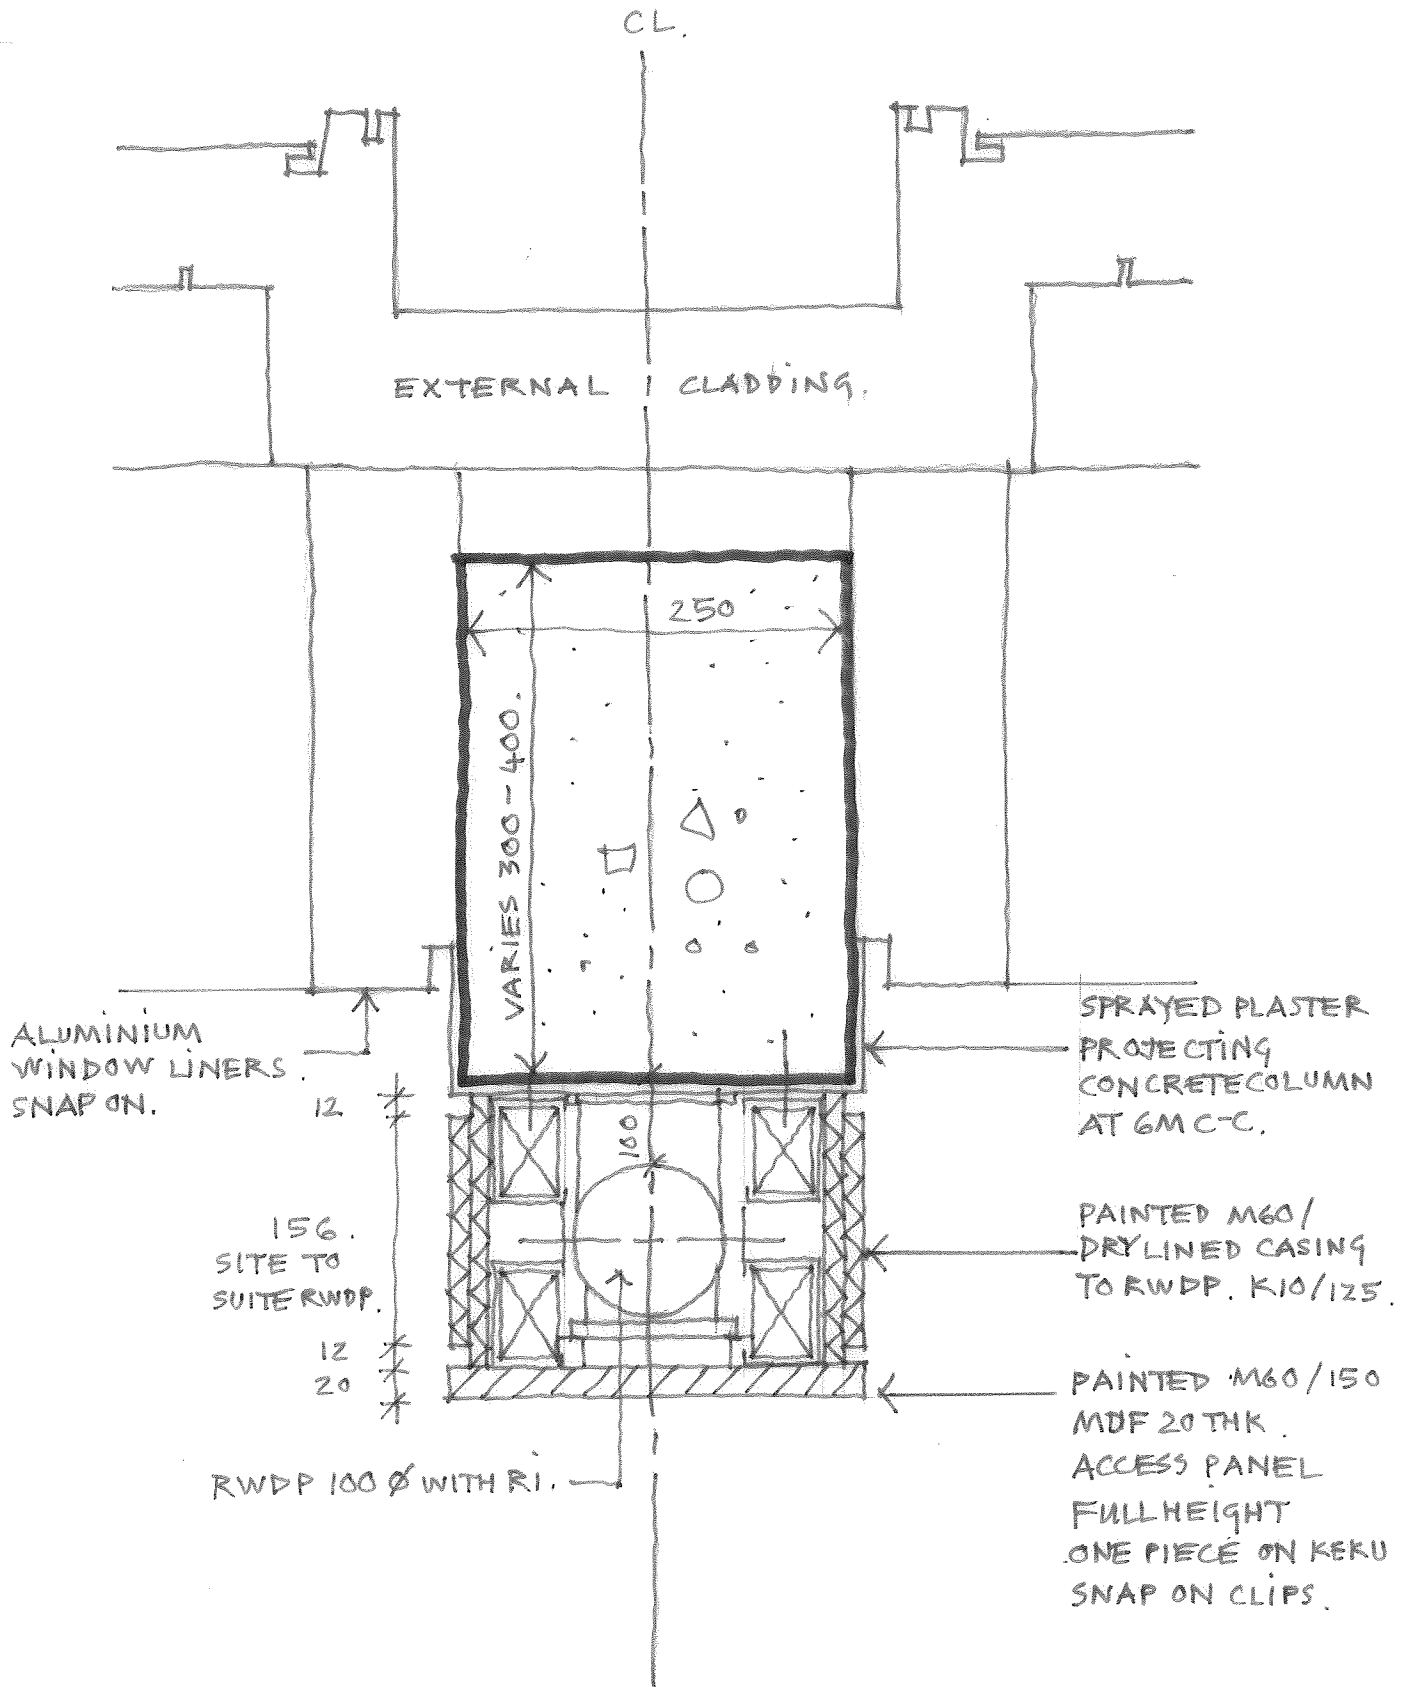 CL.
EXTERNAL CLADDING.
250
VARIES 300-400.
ALUMINIUM
WINDOW LINERS
SNAP ON.
SPRAYED PLASTER
PROJECTING
CONCRETE COLUMN
AT 6M C-C.
12
100
156.
SITE TO
SUITE RWDP.
PAINTED M60/
DRYLINED CASING
TO RWDP. K10/125.
12
20
PAINTED M60/150
MDF 20 THK.
ACCESS PANEL
FULL HEIGHT
ONE PIECE ON KEKU
SNAP ON CLIPS.
RWDP 100 Ø WITH RI.